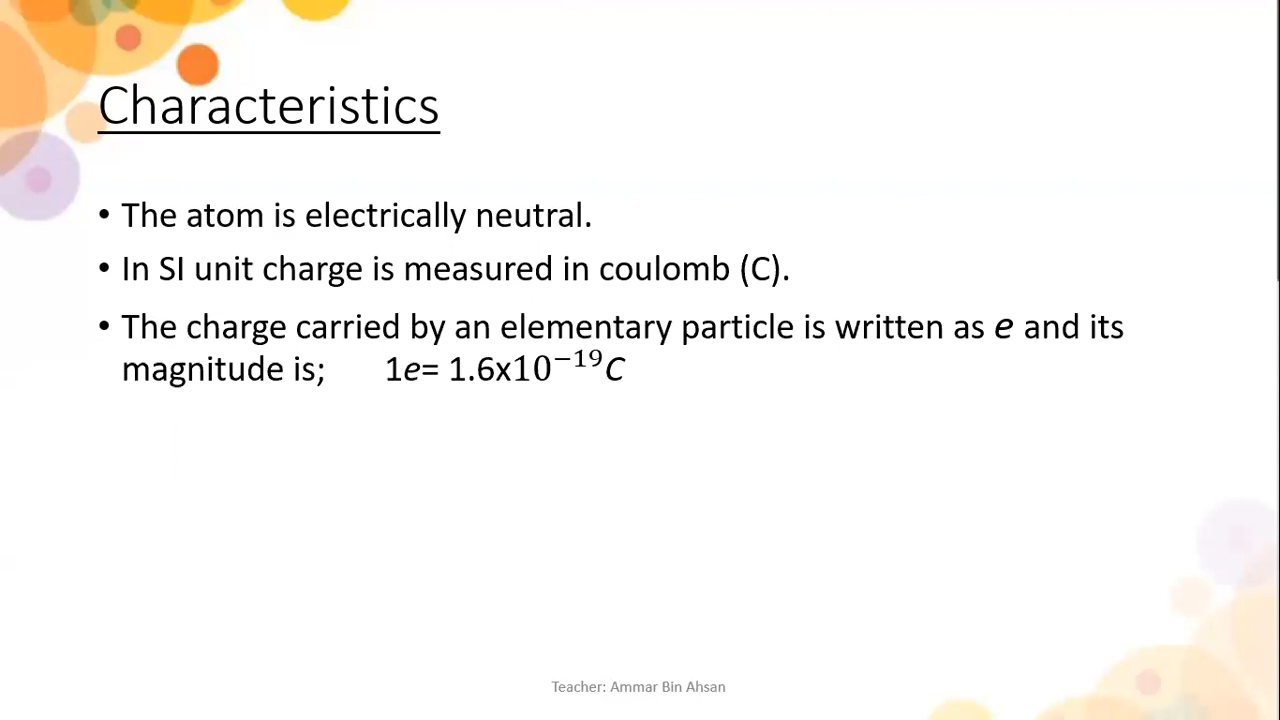 Characteristics
• The atom is electrically neutral.
• In SI unit charge is measured in coulomb (C).
• The charge carried by an elementary particle is written as e and its
magnitude is; 1e= 1.6x10⁻¹⁹C
Teacher: Ammar Bin Ahsan